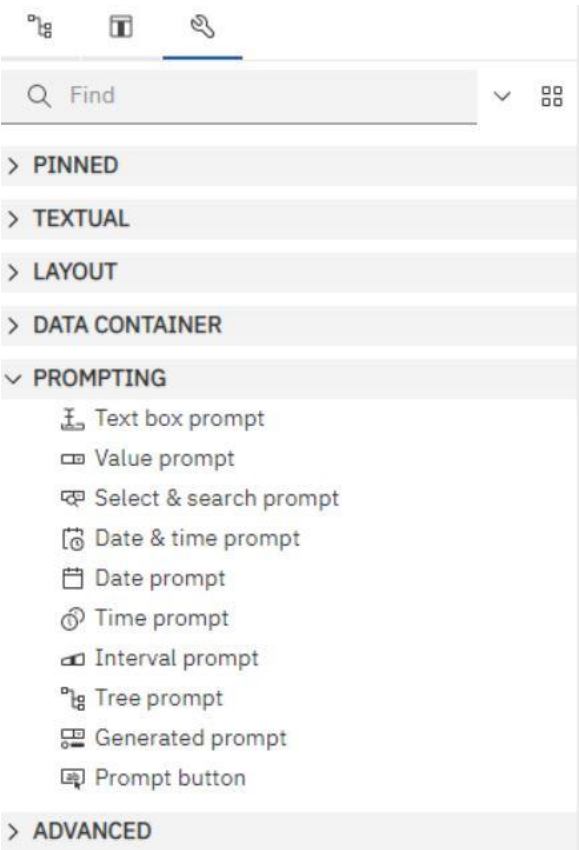 Find
PINNED
TEXTUAL
LAYOUT
DATA CONTAINER
PROMPTING
Text box prompt
Value prompt
Select & search prompt
Date & time prompt
Date prompt
Time prompt
Interval prompt
Tree prompt
Generated prompt
Prompt button
ADVANCED